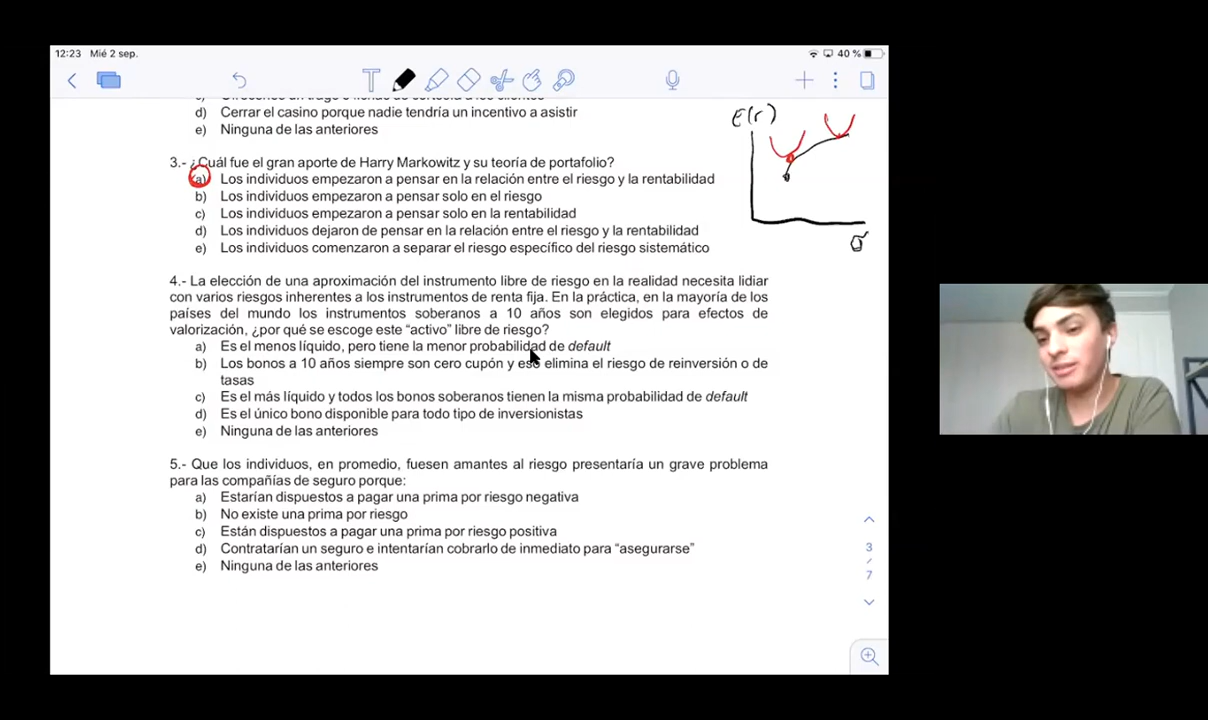 12:23 Mié 2 sep.
40 %
T
d) Cerrar el casino porque nadie tendría un incentivo a asistir
e) Ninguna de las anteriores
E(r)
3.- ¿Cuál fue el gran aporte de Harry Markowitz y su teoría de portafolio?
a) Los individuos empezaron a pensar en la relación entre el riesgo y la rentabilidad
b) Los individuos empezaron a pensar solo en el riesgo
c) Los individuos empezaron a pensar solo en la rentabilidad
d) Los individuos dejaron de pensar en la relación entre el riesgo y la rentabilidad
e) Los individuos comenzaron a separar el riesgo específico del riesgo sistemático
σ
4.- La elección de una aproximación del instrumento libre de riesgo en la realidad necesita lidiar
con varios riesgos inherentes a los instrumentos de renta fija. En la práctica, en la mayoría de los
países del mundo los instrumentos soberanos a 10 años son elegidos para efectos de
valorización, ¿por qué se escoge este “activo” libre de riesgo?
a) Es el menos líquido, pero tiene la menor probabilidad de default
b) Los bonos a 10 años siempre son cero cupón y eso elimina el riesgo de reinversión o de
tasas
c) Es el más líquido y todos los bonos soberanos tienen la misma probabilidad de default
d) Es el único bono disponible para todo tipo de inversionistas
e) Ninguna de las anteriores
5.- Que los individuos, en promedio, fuesen amantes al riesgo presentaría un grave problema
para las compañías de seguro porque:
a) Estarían dispuestos a pagar una prima por riesgo negativa
b) No existe una prima por riesgo
c) Están dispuestos a pagar una prima por riesgo positiva
d) Contratarían un seguro e intentarían cobrarlo de inmediato para “asegurarse”
e) Ninguna de las anteriores
3
/
7